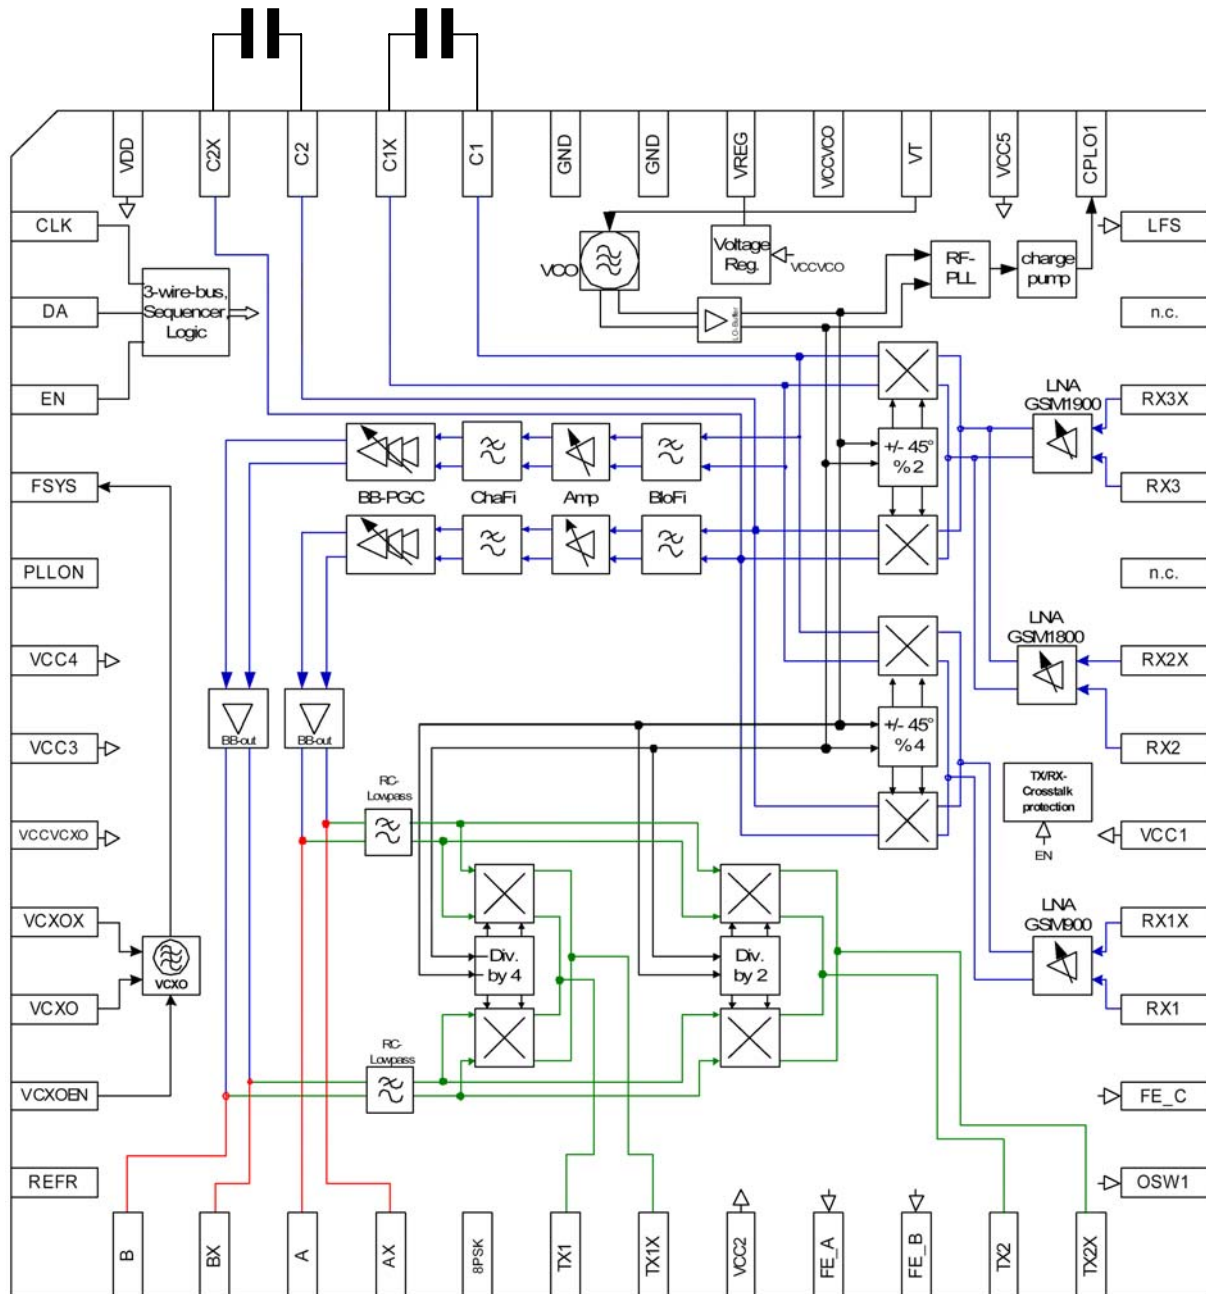 VDD
C2X
C2
C1X
C1
GND
GND
VREG
VCCVCO
VT
VCC5
CPLO1
CLK
DA
EN
FSYS
PLLON
VCC4
VCC3
VCCVCXO
VCXOX
VCXO
VCXOEN
REFR
3-wire-bus,
Sequencer,
Logic
VCO
Voltage
Reg.
VCCVCO
LO-Buffer
RF-
PLL
charge
pump
LFS
n.c.
LNA
GSM1900
RX3X
RX3
+/- 45°
%2
BB-PGC
ChaFi
Amp
BloFi
n.c.
LNA
GSM1800
RX2X
RX2
+/- 45°
%4
BB-out
BB-out
TX/RX-
Crosstalk
protection
EN
VCC1
RC-
Lowpass
LNA
GSM900
RX1X
RX1
Div.
by 4
Div.
by 2
VCXO
RC-
Lowpass
FE_C
OSW1
B
BX
A
AX
8PSK
TX1
TX1X
VCC2
FE_A
FE_B
TX2
TX2X